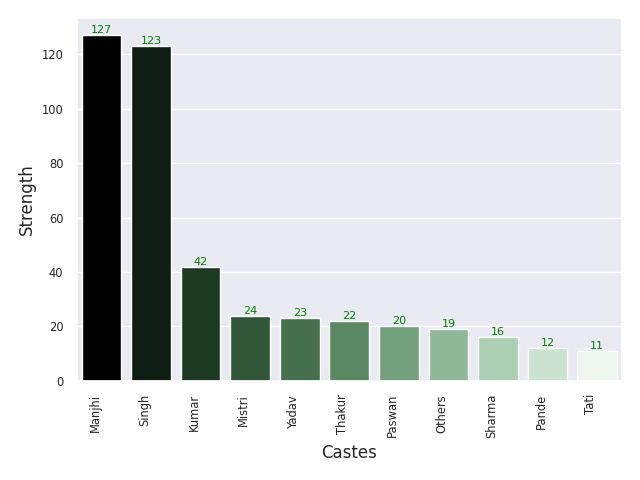 127
123
42
24
23
22
20
19
16
12
11
120
100
80
60
40
20
0
Strength
Manjhi
Singh
Kumar
Mistri
Yadav
Thakur
Paswan
Others
Sharma
Pande
Tati
Castes